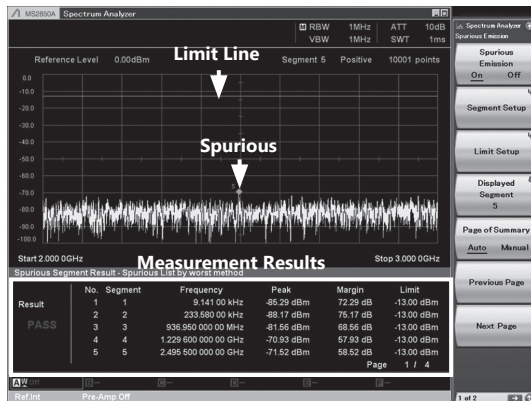 MS2850A Spectrum Analyzer
RBW 1MHz ATT 10dB
VBW 1MHz SWT 1ms
Reference Level 0.00dBm Segment 5 Positive 10001 points
Limit Line
0.0
-10.0
-20.0
-30.0
-40.0
-50.0
-60.0
-70.0
-80.0
-90.0
-100.0
Spurious
5
Start 2.000 0GHz Stop 3.000 0GHz
Measurement Results
Spurious Segment Result - Spurious List by worst method
No. Segment Frequency Peak Margin Limit
Result
PASS
1 1 9.141 00 kHz -85.29 dBm 72.29 dB -13.00 dBm
2 2 233.580 00 kHz -88.17 dBm 75.17 dB -13.00 dBm
3 3 936.950 000 00 MHz -81.56 dBm 68.56 dB -13.00 dBm
4 4 1.229 600 000 00 GHz -70.93 dBm 57.93 dB -13.00 dBm
5 5 2.495 500 000 00 GHz -71.52 dBm 58.52 dB -13.00 dBm
Page 1 / 4
Ref.Int Pre-Amp Off
Spectrum Analyzer
Spurious Emission
Spurious
Emission
On Off
Segment Setup
Limit Setup
Displayed
Segment
5
Page of Summary
Auto Manual
Previous Page
Next Page
1 of 2